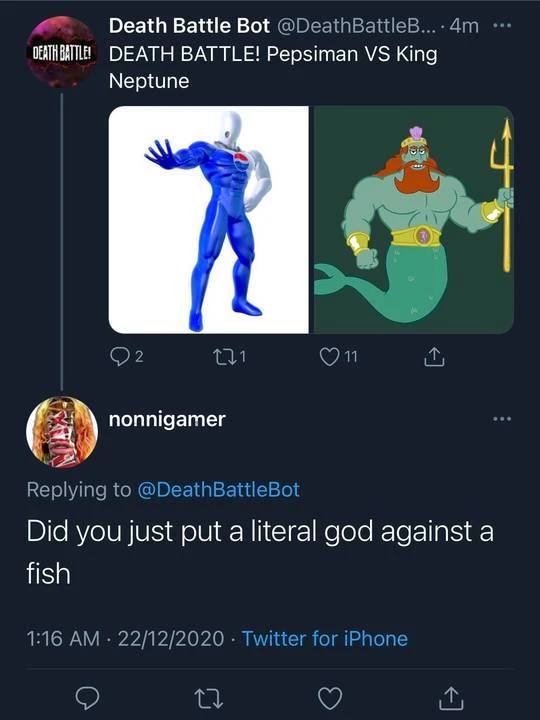 Death Battle Bot @DeathBattleB... · 4m
DEATH BATTLE!
DEATH BATTLE! Pepsiman VS King
Neptune
2
1
11
nonnigamer
Replying to @DeathBattleBot
Did you just put a literal god against a
fish
1:16 AM · 22/12/2020 · Twitter for iPhone